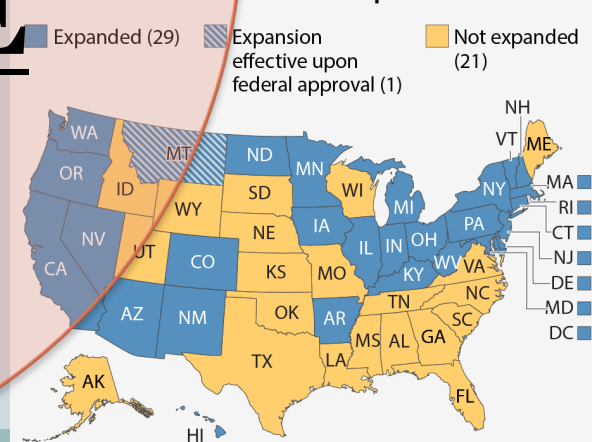 Expanded (29)
Expansion
effective upon
federal approval (1)
Not expanded
(21)
NH
VT
ME
WA
MT
ND
MN
OR
ID
SD
WI
MI
NY
MA
WY
RI
IA
NE
PA
CT
NV
UT
CO
IL
IN
OH
NJ
CA
KS
MO
KY
WV
VA
DE
AZ
NM
OK
AR
TN
NC
MD
SC
DC
TX
LA
MS
AL
GA
AK
FL
HI